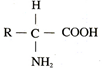 H
R — C — COOH
NH₂